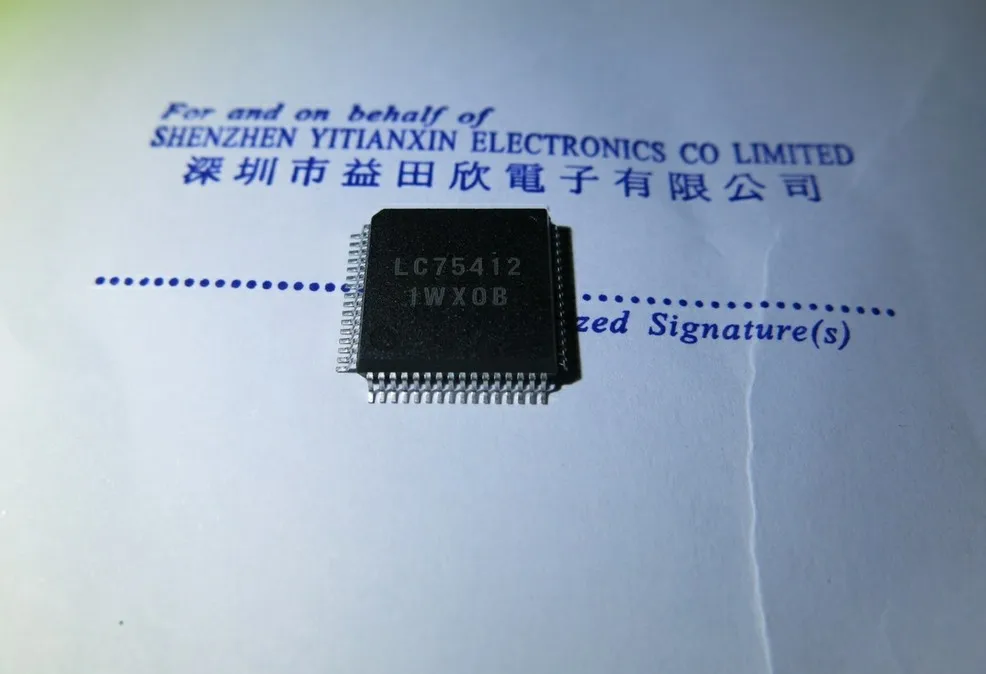 For and on behalf of
SHENZHEN YITIANXIN ELECTRONICS CO LIMITED
深圳市益田欣電子有限公司
LC75412
1WX0B
Signature(s)